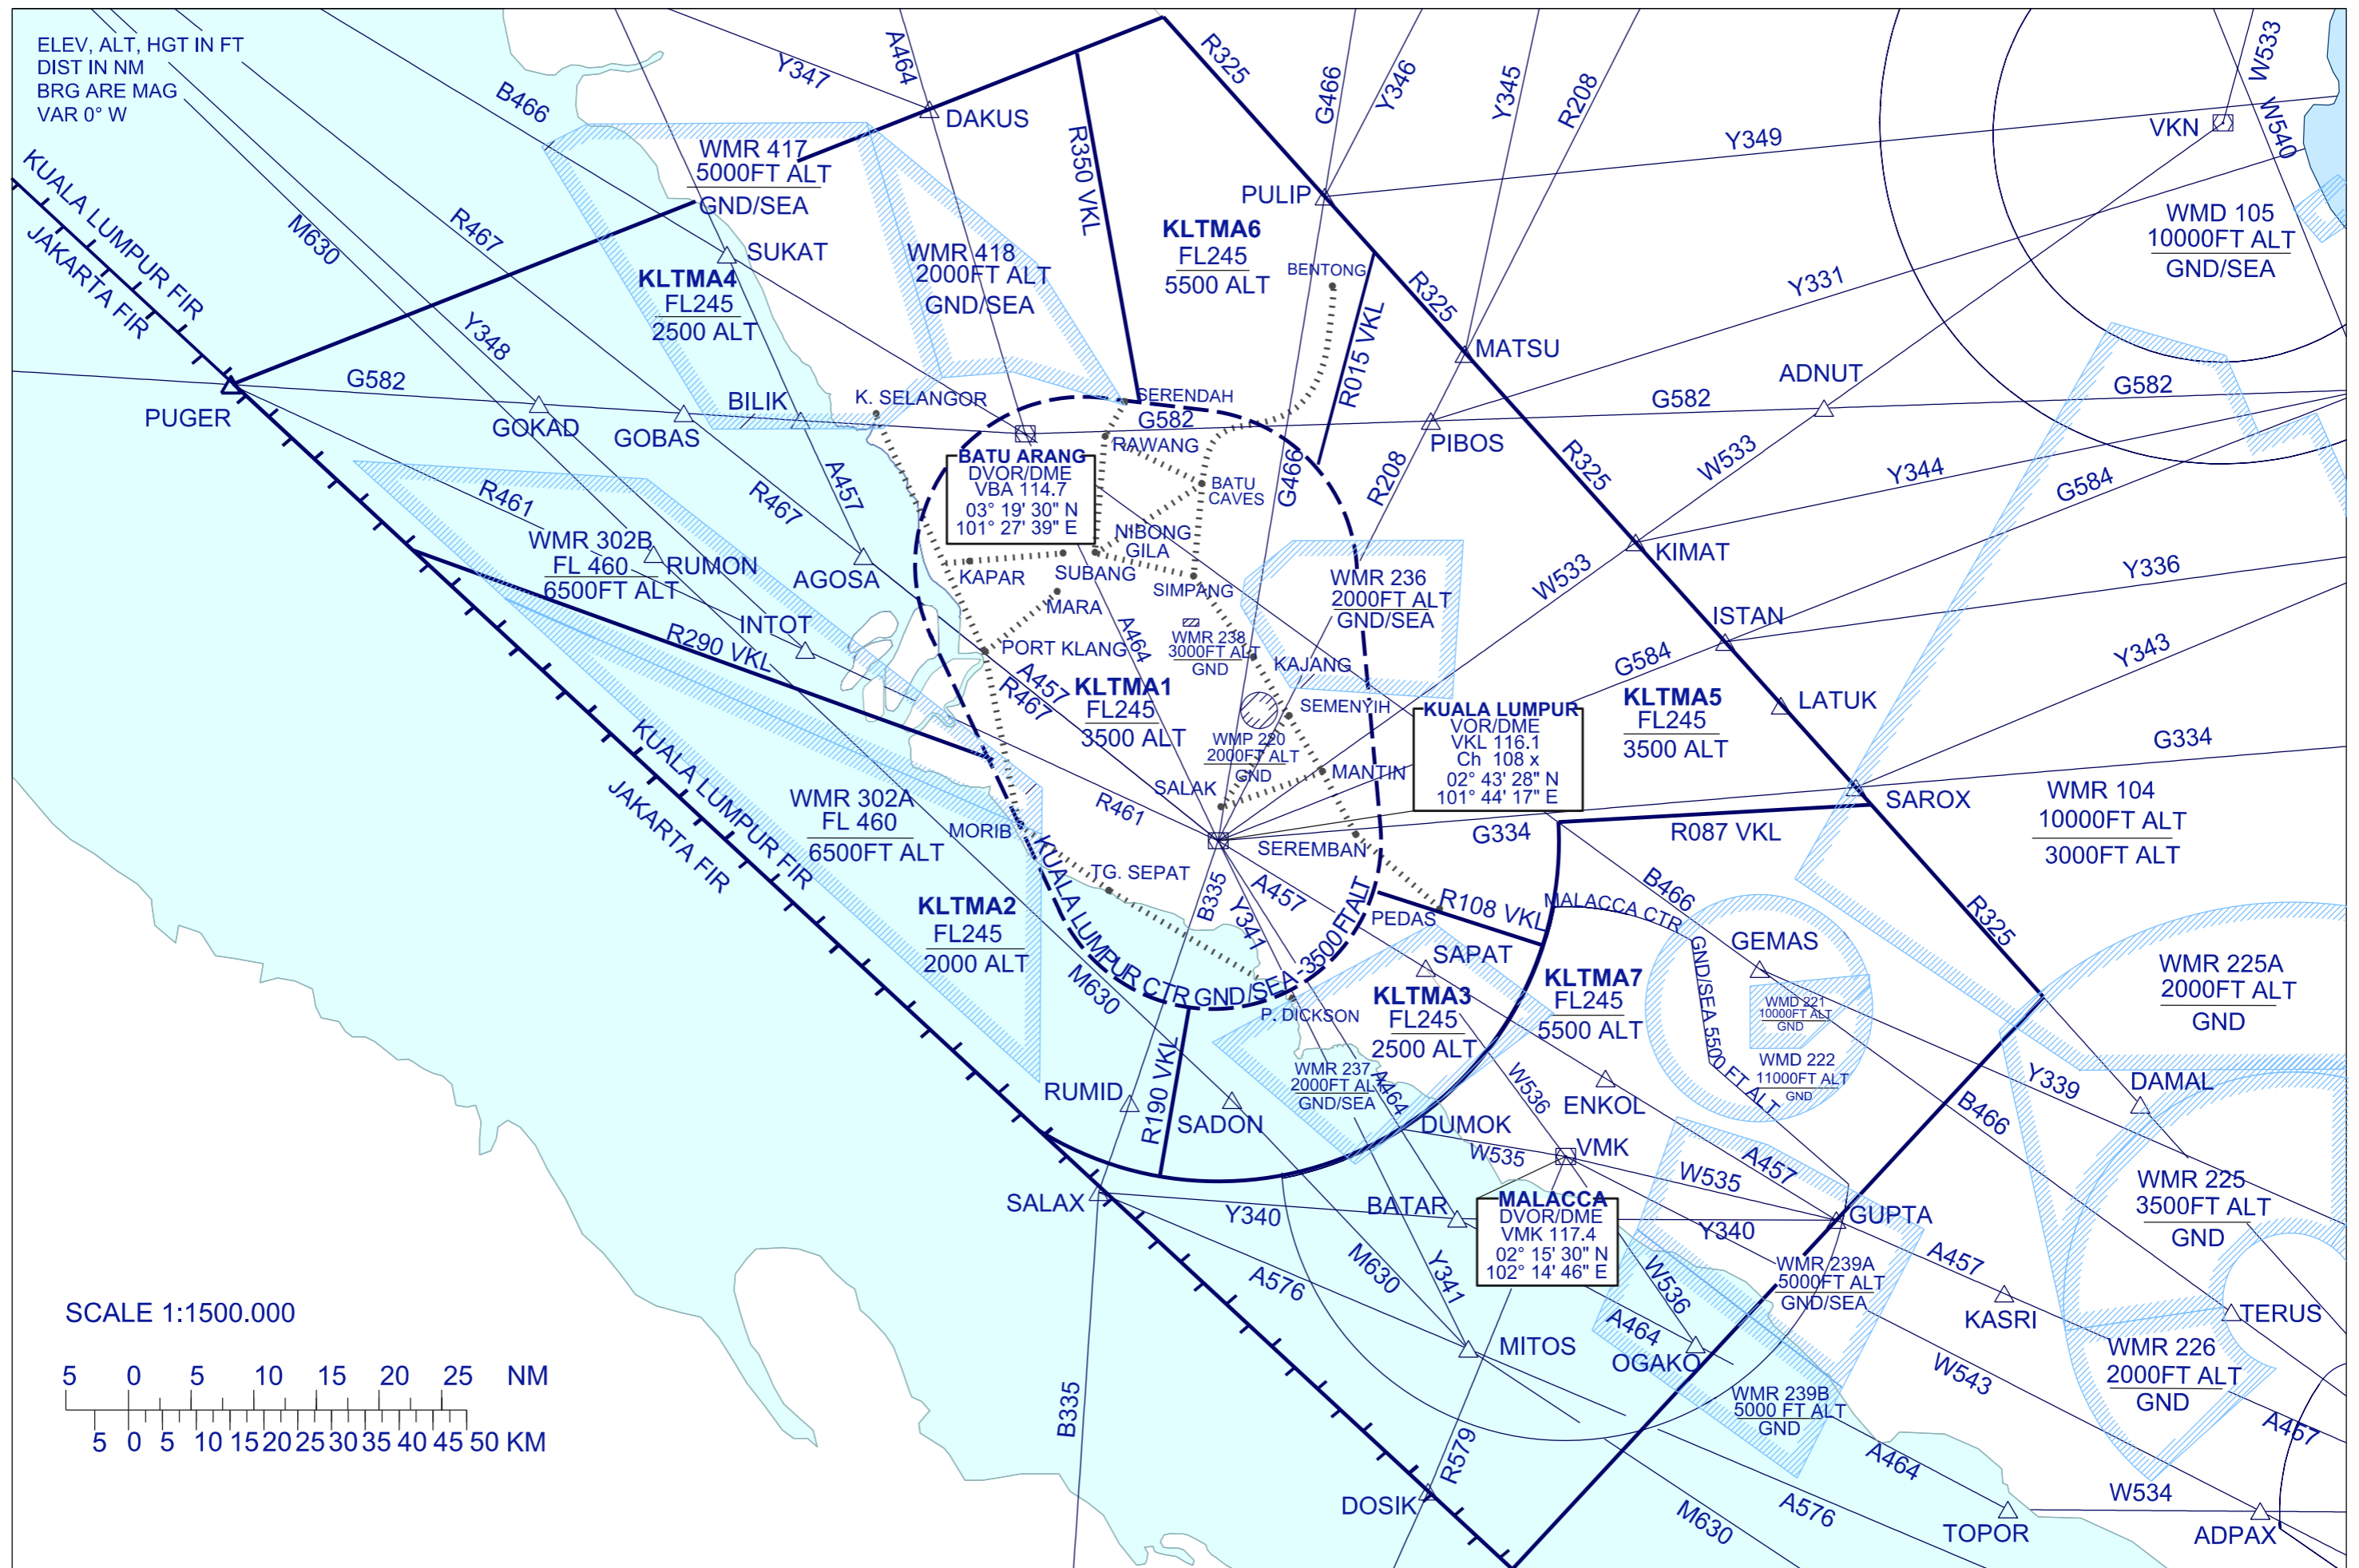 ELEV, ALT, HGT IN FT
DIST IN NM
BRG ARE MAG
VAR 0° W
B466
Y347
A464
DAKUS
R325
G466
Y346
Y345
R208
W533
VKN
W540
Y349
KUALA LUMPUR FIR
JAKARTA FIR
M630
R467
WMR 417
5000FT ALT
GND/SEA
R350 VKL
PULIP
KLTMA6
FL245
5500 ALT
BENTONG
WMD 105
10000FT ALT
GND/SEA
SUKAT
KLTMA4
FL245
2500 ALT
WMR 418
2000FT ALT
GND/SEA
R325
R015 VKL
Y331
Y348
MATSU
ADNUT
G582
PUGER
GOKAD
GOBAS
BILIK
K. SELANGOR
SERENDAH
G582
RAWANG
PIBOS
G582
G582
BATU ARANG
DVOR/DME
VBA 114.7
03° 19' 30" N
101° 27' 39" E
BATU
CAVES
G466
R208
R325
W533
Y344
G584
R461
R467
A457
WMR 302B
FL 460
6500FT ALT
RUMON
AGOSA
NIBONG
GILA
KAPAR
SUBANG
SIMPANG
MARA
WMR 236
2000FT ALT
GND/SEA
W533
KIMAT
Y336
ISTAN
INTOT
R290 VKL
PORT KLANG
A464
WMR 238
3000FT ALT
GND
KAJANG
G584
Y343
A457
R467
KLTMA1
FL245
3500 ALT
SEMENYIH
WMP 220
2000FT ALT
GND
KUALA LUMPUR
VOR/DME
VKL 116.1
Ch 108 x
02° 43' 28" N
101° 44' 17" E
KLTMA5
FL245
3500 ALT
LATUK
G334
KUALA LUMPUR FIR
JAKARTA FIR
WMR 302A
FL 460
6500FT ALT
MORIB
R461
SALAK
MANTIN
SAROX
WMR 104
10000FT ALT
3000FT ALT
SEREMBAN
G334
R087 VKL
TG. SEPAT
B335
Y341
A457
KUALA LUMPUR CTR GND/SEA -3500 FT ALT
PEDAS
R108 VKL
MALACCA CTR
GND/SEA 5500 FT ALT
B466
R325
KLTMA2
FL245
2000 ALT
M630
SAPAT
GEMAS
KLTMA3
FL245
2500 ALT
KLTMA7
FL245
5500 ALT
WMD 221
10000FT ALT
GND
WMR 225A
2000FT ALT
GND
P. DICKSON
WMR 237
2000FT ALT
GND/SEA
A464
W536
ENKOL
WMD 222
11000FT ALT
GND
Y339
DAMAL
B466
RUMID
R190 VKL
SADON
DUMOK
W535
VMK
W535
A457
WMR 225
3500FT ALT
GND
SALAX
Y340
BATAR
MALACCA
DVOR/DME
VMK 117.4
02° 15' 30" N
102° 14' 46" E
Y340
GUPTA
A576
M630
Y341
W536
WMR 239A
5000FT ALT
GND/SEA
A457
KASRI
TERUS
SCALE 1:1500.000
MITOS
A464
OGAKO
WMR 226
2000FT ALT
GND
5 0 5 10 15 20 25 NM
5 0 5 10 15 20 25 30 35 40 45 50 KM
B335
W543
WMR 239B
5000 FT ALT
GND
A457
R579
A464
DOSIK
M630
A576
TOPOR
W534
ADPAX